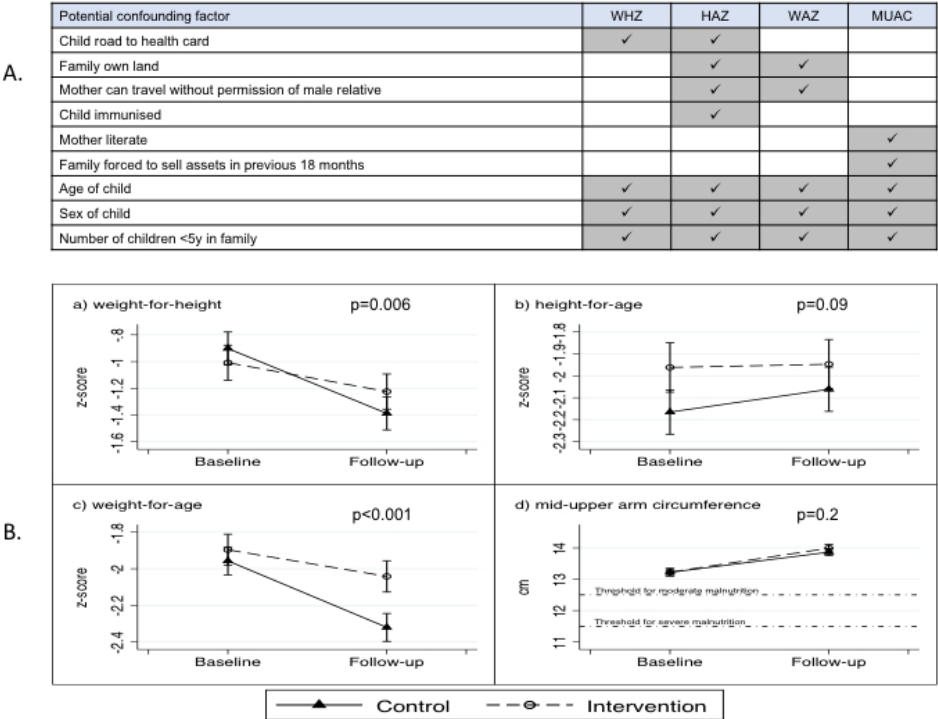 A.
Potential confounding factor WHZ HAZ WAZ MUAC
Child road to health card ✓ ✓
Family own land ✓ ✓
Mother can travel without permission of male relative ✓ ✓
Child immunised ✓
Mother literate ✓
Family forced to sell assets in previous 18 months ✓
Age of child ✓ ✓ ✓ ✓
Sex of child ✓ ✓ ✓ ✓
Number of children <5y in family ✓ ✓ ✓ ✓
B.
a) weight-for-height p=0.006
z-score
-.8
-1
-1.2
-1.4
-1.6
Baseline Follow-up
b) height-for-age p=0.09
z-score
-1.8
-1.9
-2
-2.1
-2.2
-2.3
Baseline Follow-up
c) weight-for-age p<0.001
z-score
-1.8
-2
-2.2
-2.4
Baseline Follow-up
d) mid-upper arm circumference p=0.2
cm
14
13
12
11
Threshold for moderate malnutrition
Threshold for severe malnutrition
Baseline Follow-up
Control Intervention